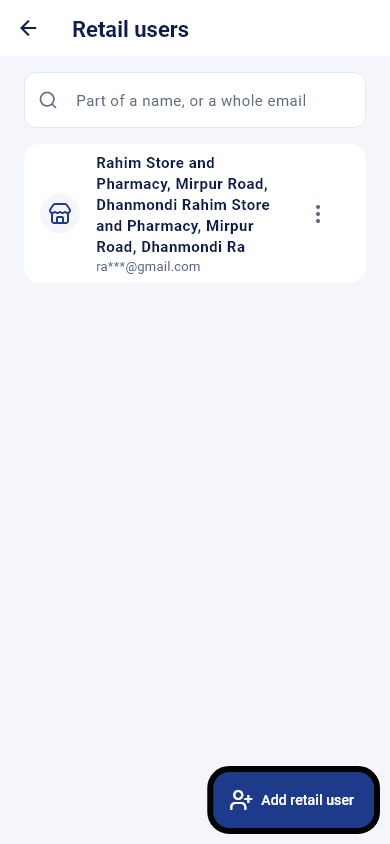 Retail users
Part of a name, or a whole email
Rahim Store and
Pharmacy, Mirpur Road,
Dhanmondi Rahim Store
and Pharmacy, Mirpur
Road, Dhanmondi Ra
ra***@gmail.com
Add retail user